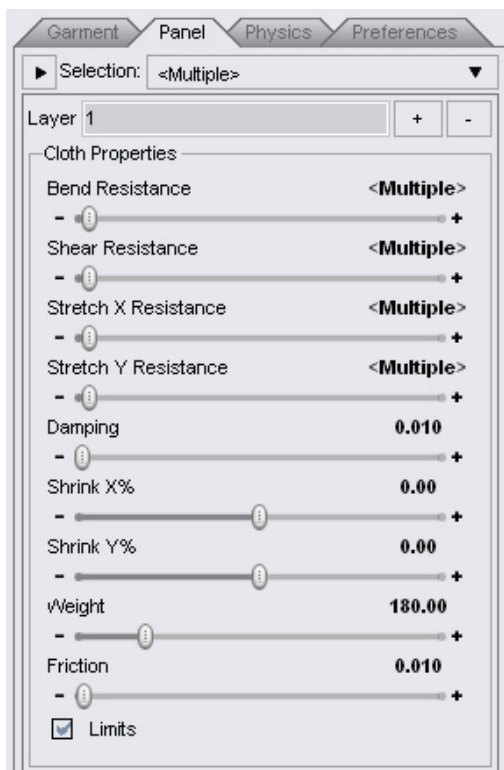 Garment Panel Physics Preferences
Selection: <Multiple>
Layer 1 + -
Cloth Properties
Bend Resistance <Multiple>
- +
Shear Resistance <Multiple>
- +
Stretch X Resistance <Multiple>
- +
Stretch Y Resistance <Multiple>
- +
Damping 0.010
- +
Shrink X% 0.00
- +
Shrink Y% 0.00
- +
Weight 180.00
- +
Friction 0.010
- +
Limits